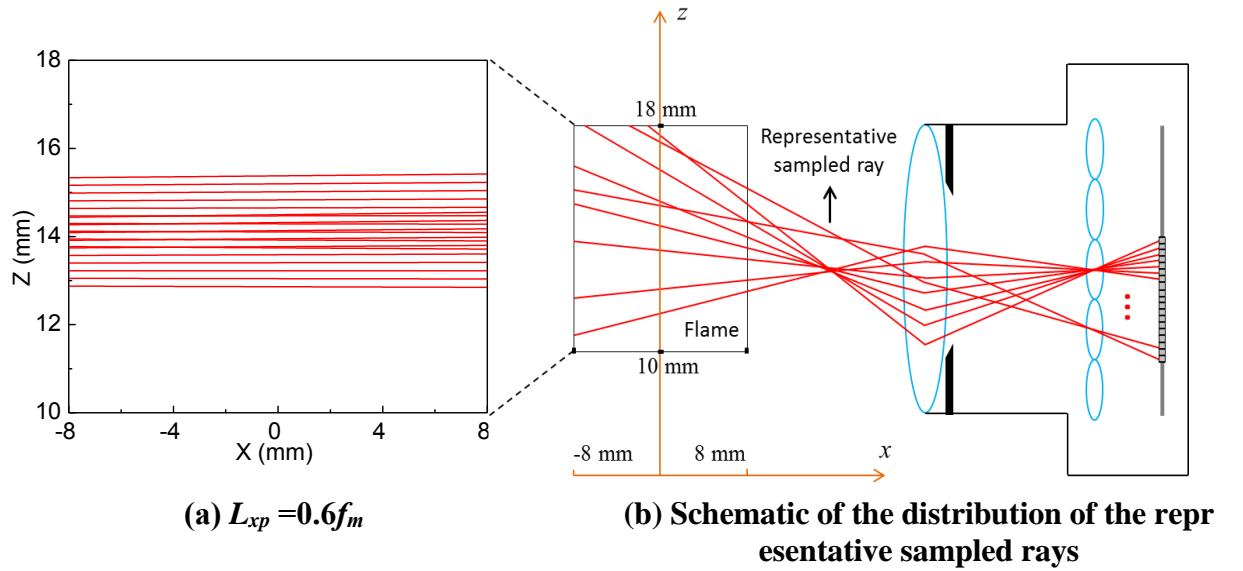 18
16
14
12
10
Z (mm)
-8
-4
0
4
8
X (mm)
(a) Lxp =0.6fm
z
18 mm
Representative
sampled ray
Flame
10 mm
-8 mm
8 mm
x
(b) Schematic of the distribution of the repr
esentative sampled rays